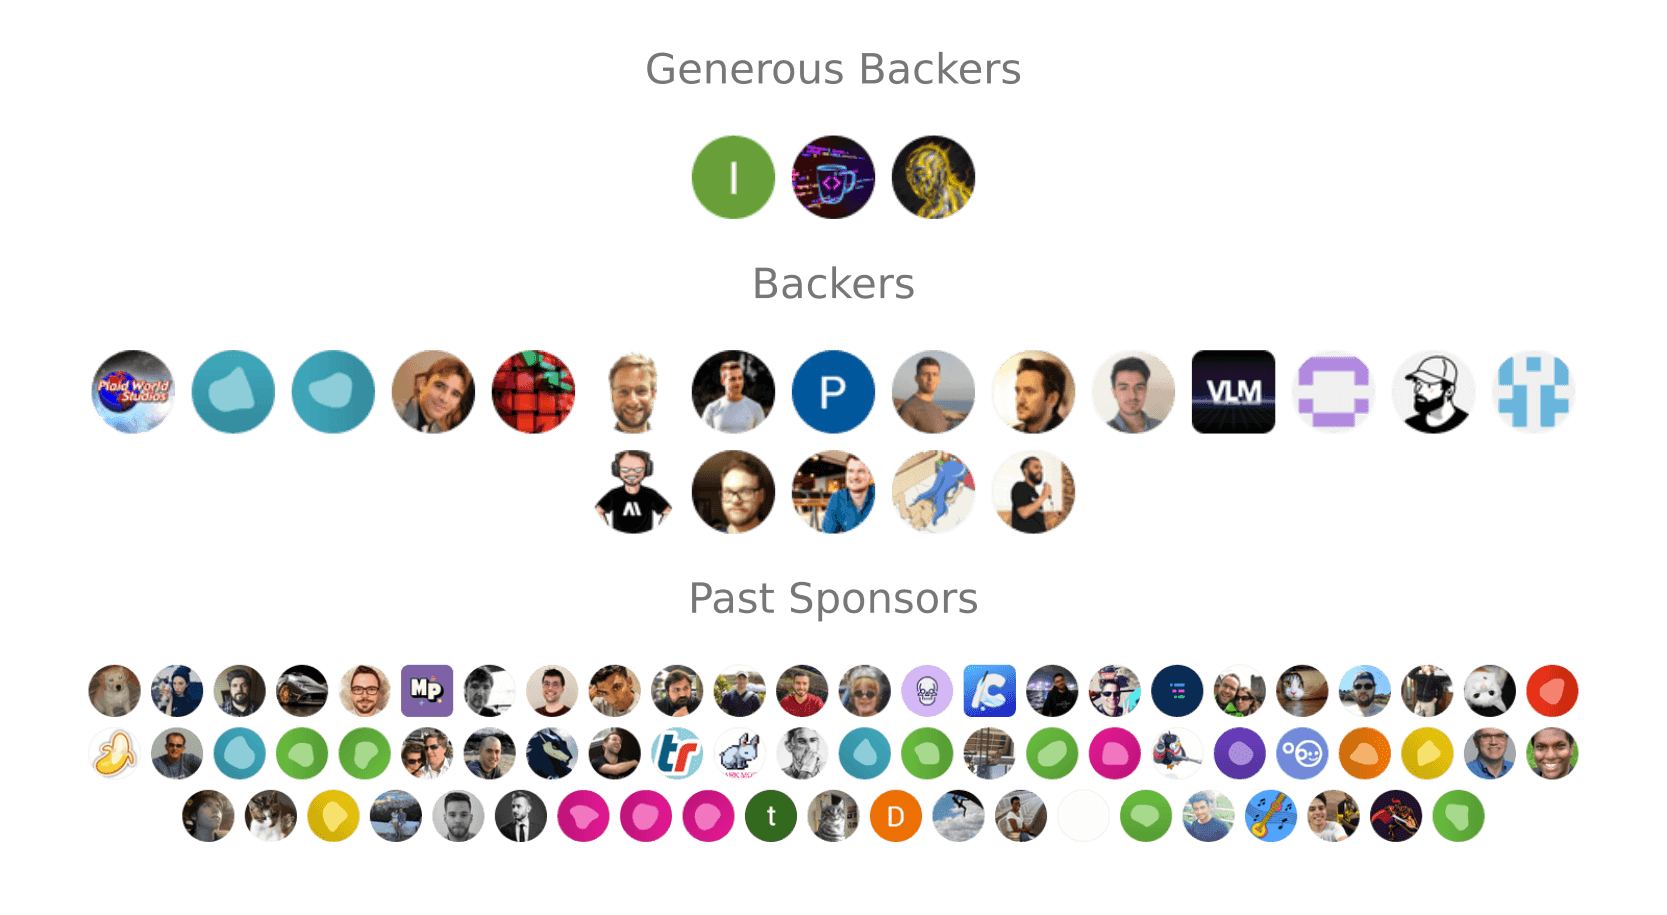 Generous Backers
I
<>
Backers
Plaid World
Studios
P
VLM
Past Sponsors
MP
C
tr
t
D